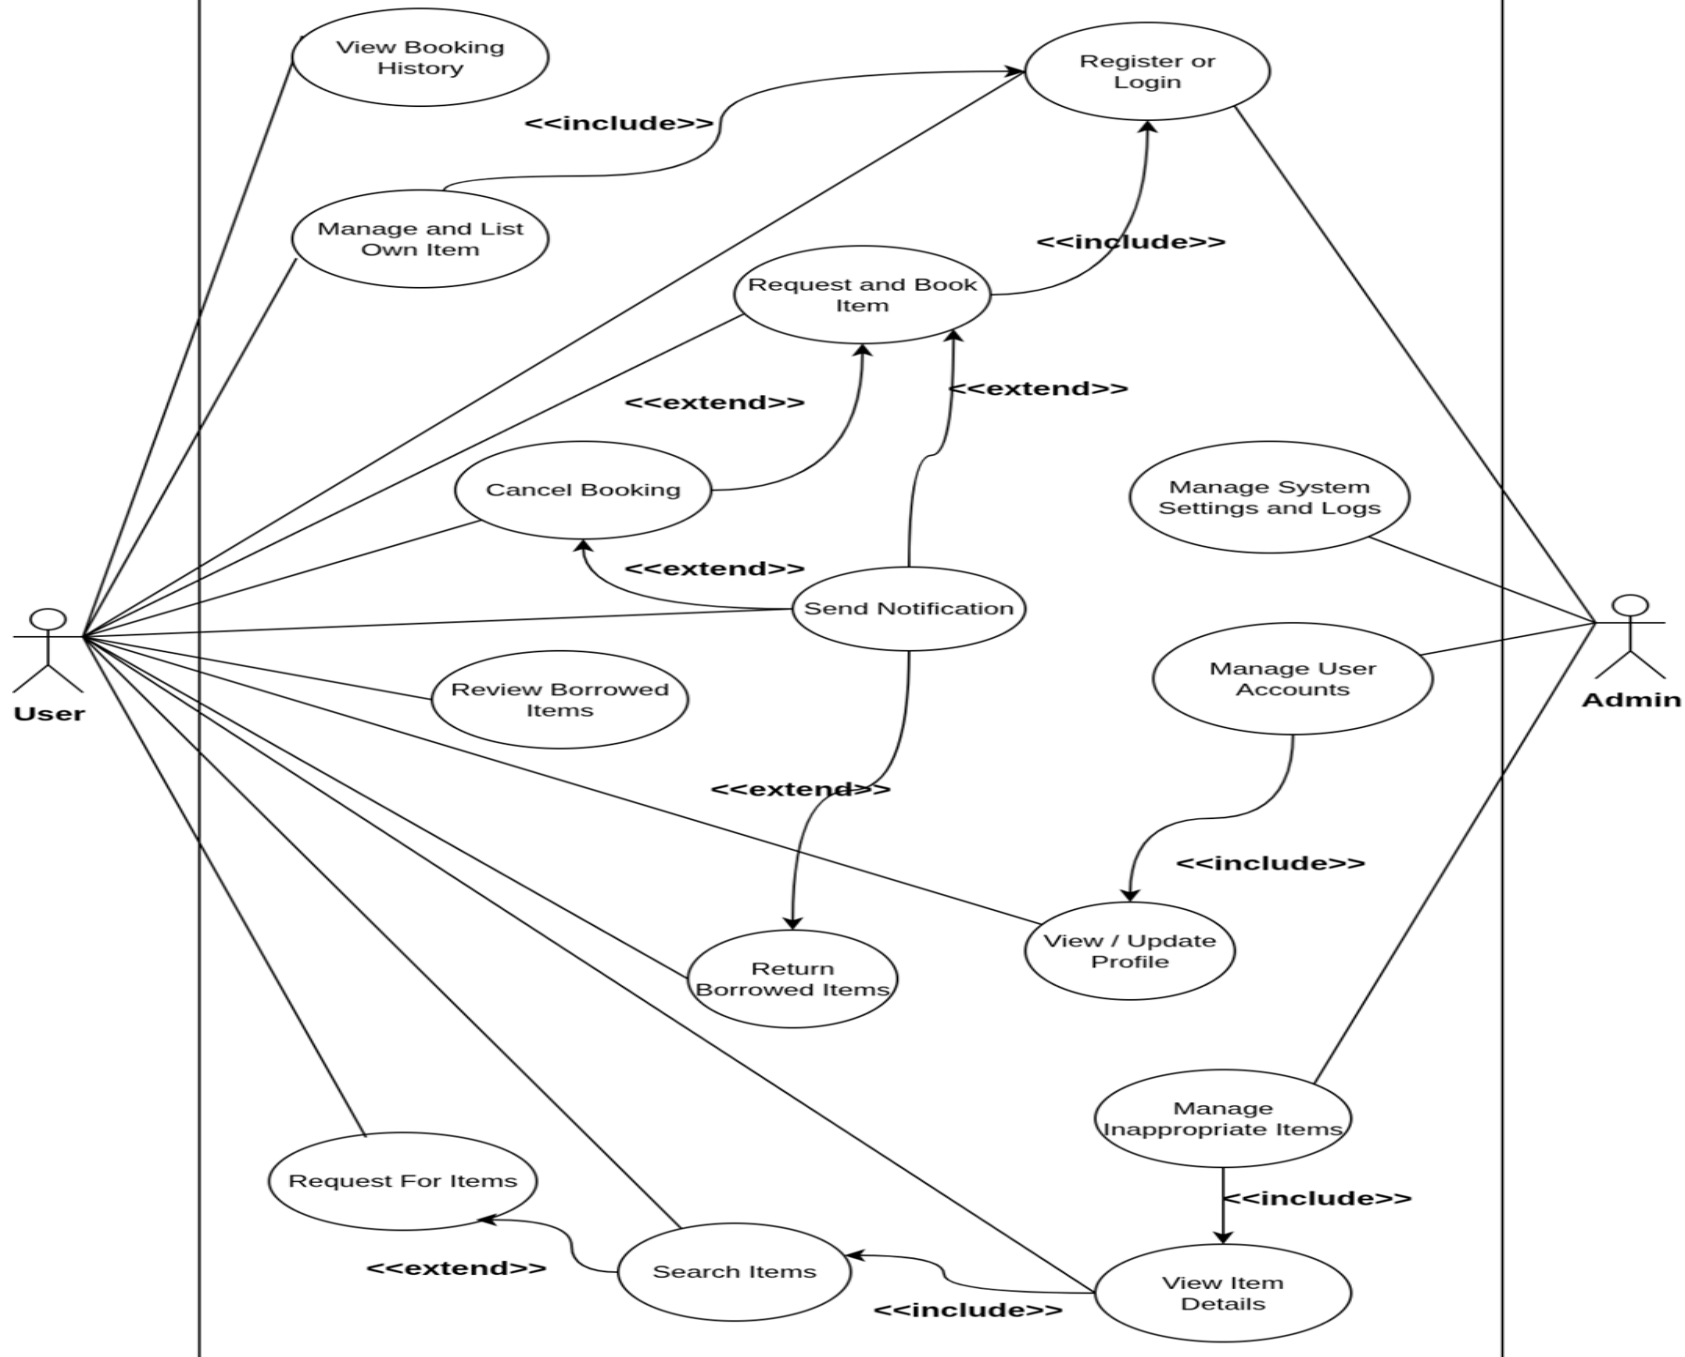 View Booking
History
Register or
Login
<<include>>
Manage and List
Own Item
<<include>>
Request and Book
Item
<<extend>>
<<extend>>
Cancel Booking
Manage System
Settings and Logs
<<extend>>
Send Notification
Manage User
Accounts
Review Borrowed
Items
User
Admin
<<extend>>
<<include>>
View / Update
Profile
Return
Borrowed Items
Manage
Inappropriate Items
Request For Items
<<include>>
<<extend>>
Search Items
View Item
Details
<<include>>